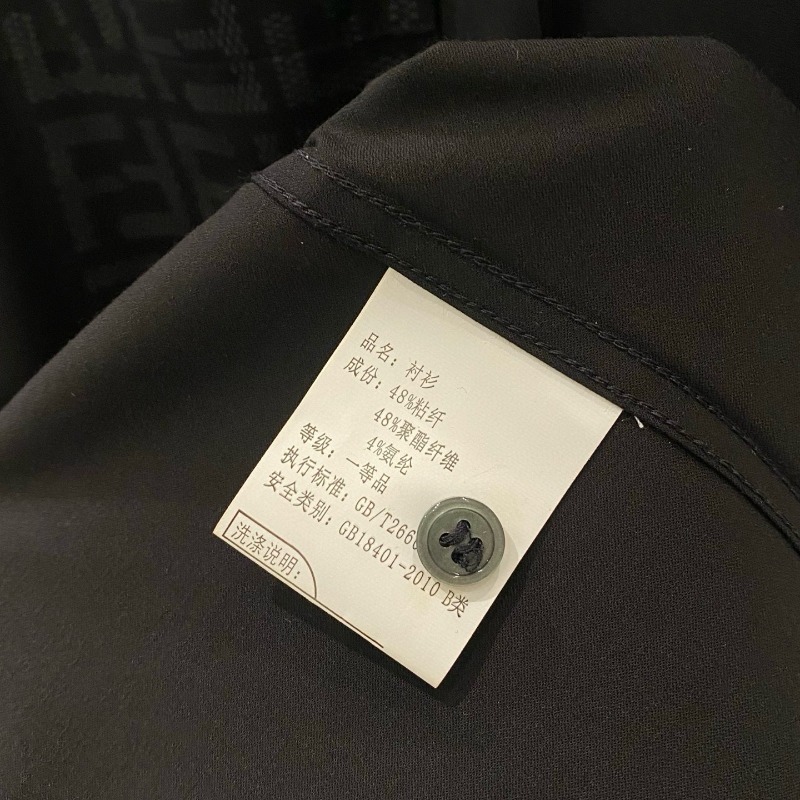 品名：衬衫
成份：48%粘纤
48%聚酯纤维
4%氨纶
等级：一等品
执行标准：GB/T266
安全类别：GB18401-2010 B类
洗涤说明：